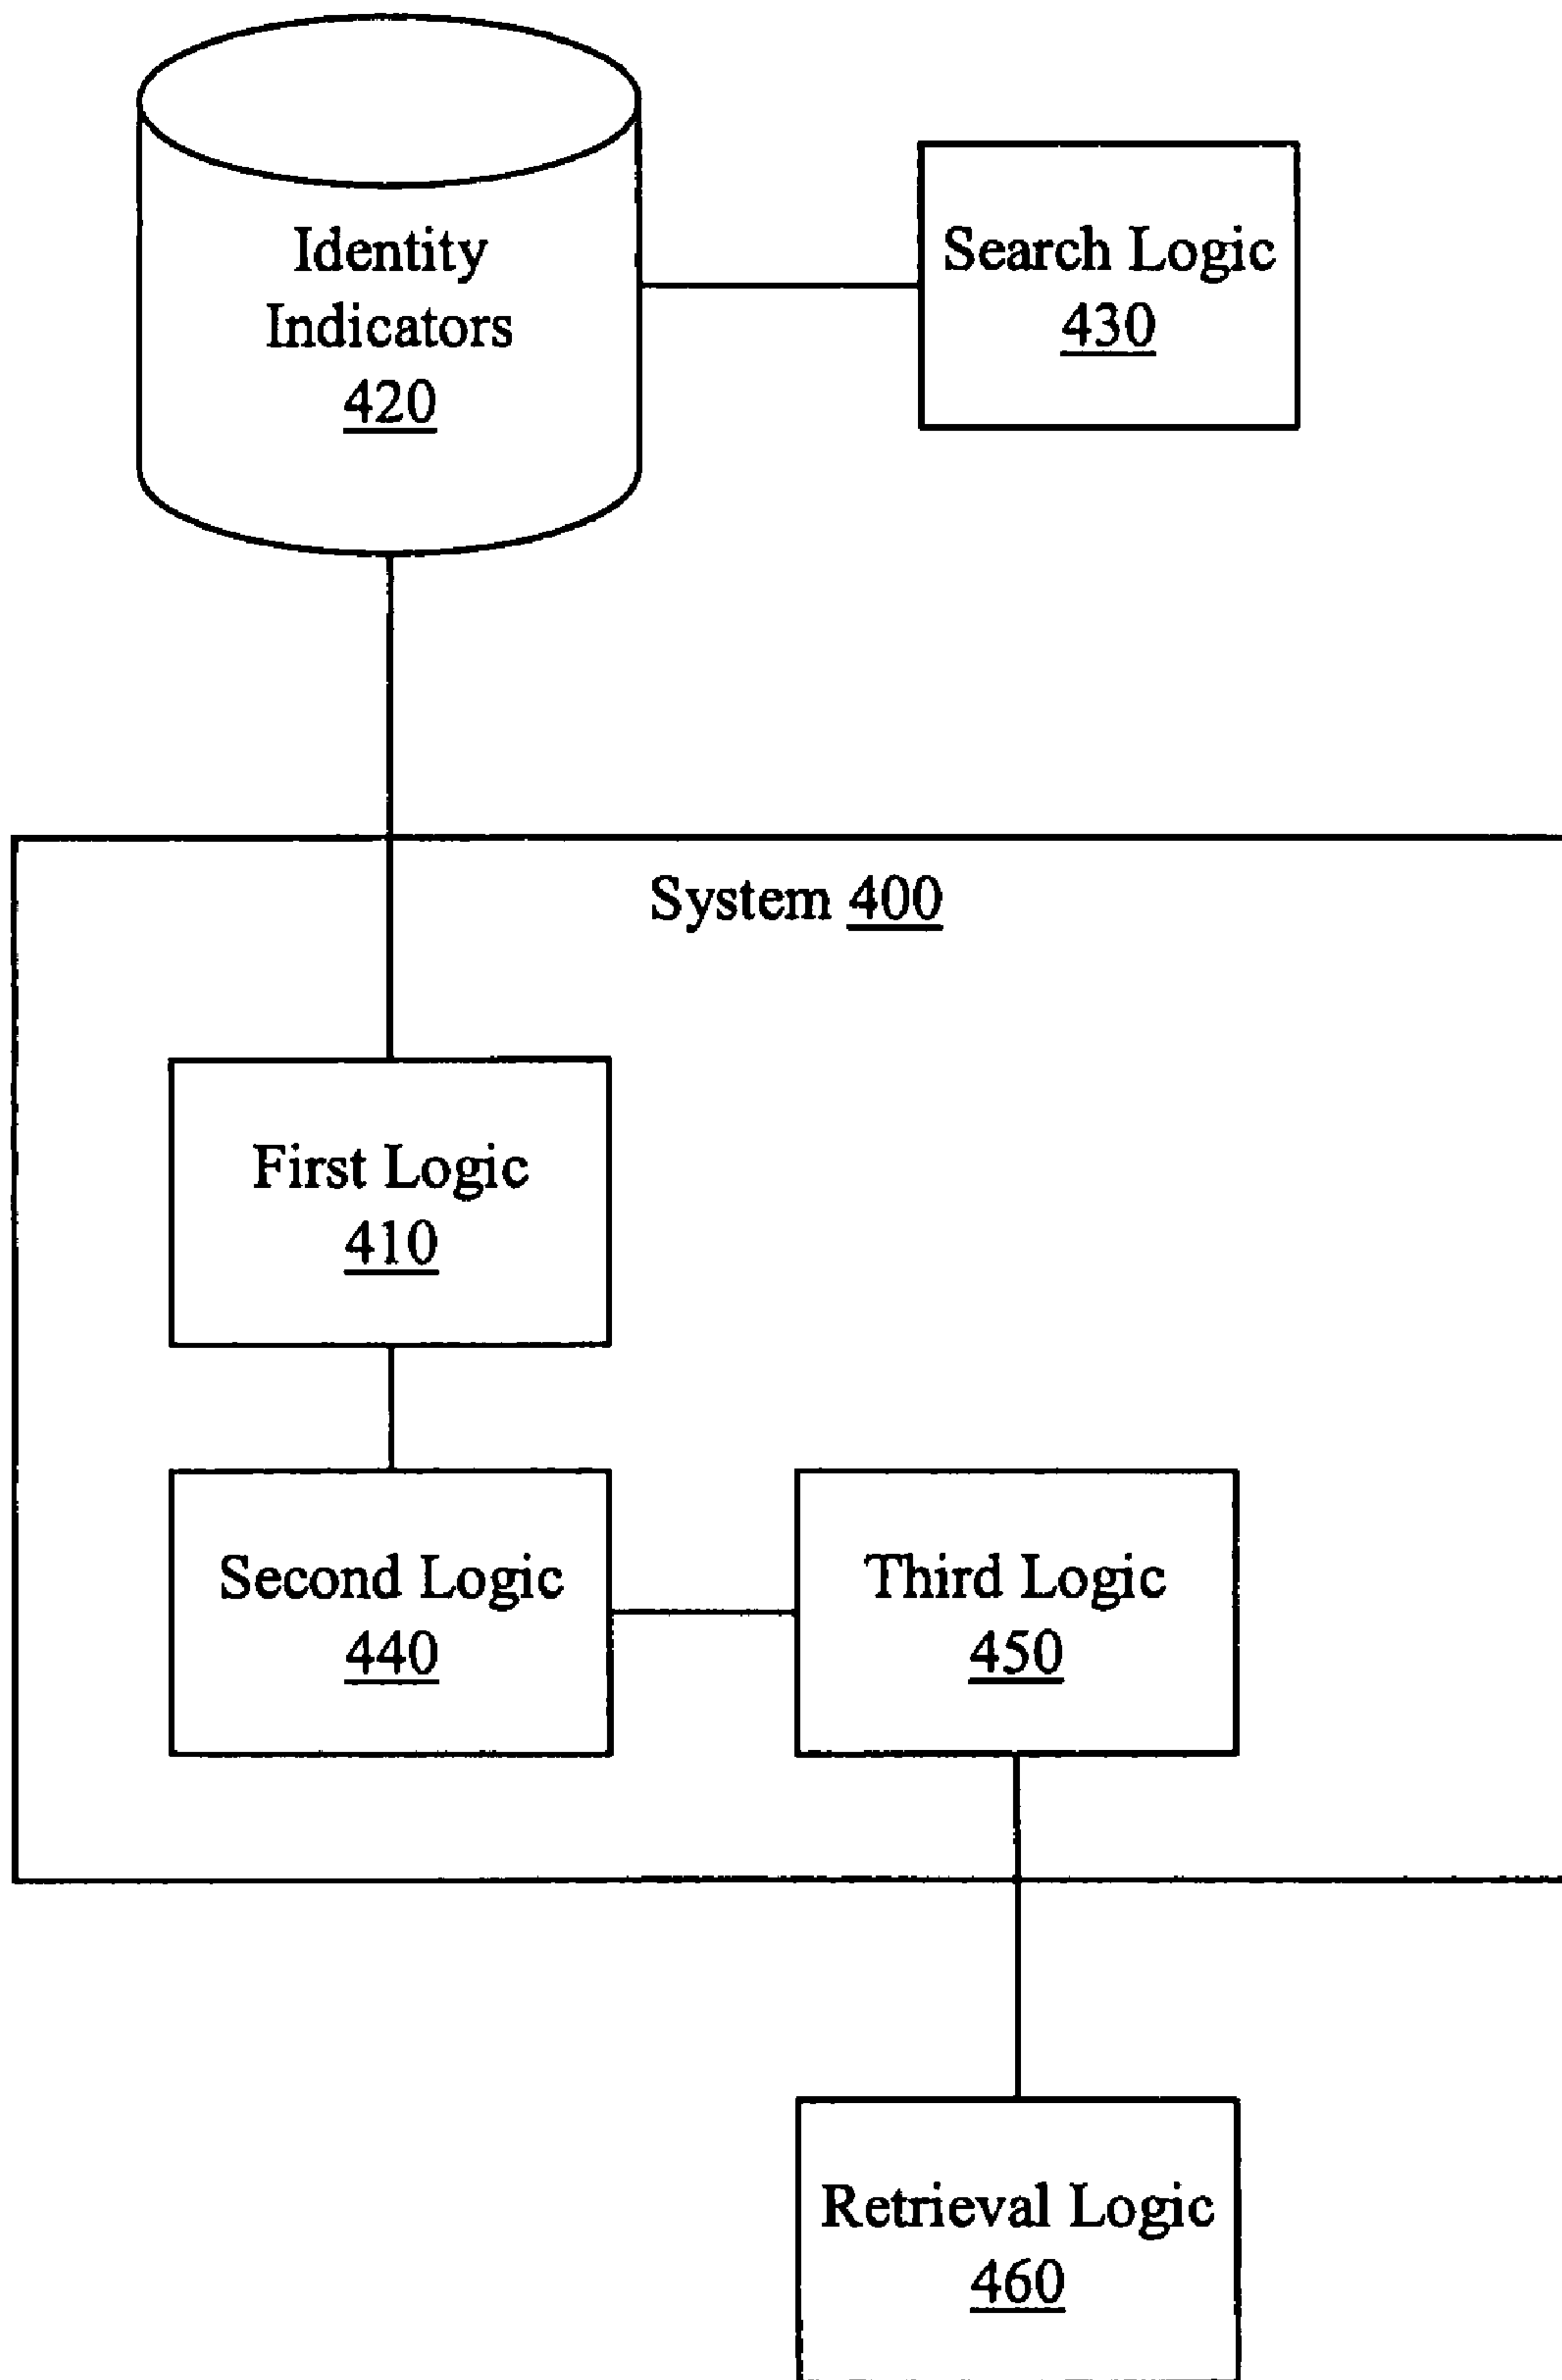 Identity
Indicators
420
Search Logic
430
System 400
First Logic
410
Second Logic
440
Third Logic
450
Retrieval Logic
460